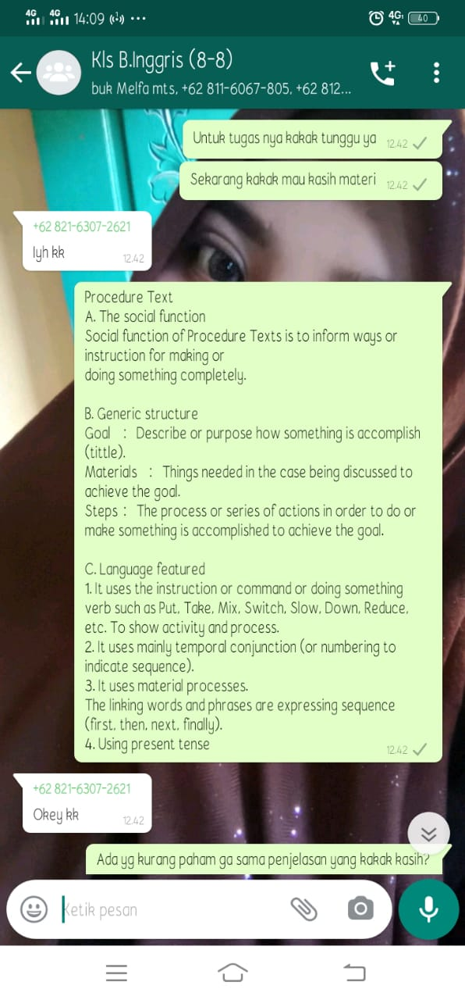 4G 4G 14:09 4G
40
Kls B.Inggris (8-8)
buk Melfa mts, +62 811-6067-805, +62 812...
Untuk tugas nya kakak tunggu ya 12.42
Sekarang kakak mau kasih materi 12.42
+62 821-6307-2621
Iyh kk 12.42
Procedure Text
A. The social function
Social function of Procedure Texts is to inform ways or
instruction for making or
doing something completely.
B. Generic structure
Goal : Describe or purpose how something is accomplish
(tittle).
Materials : Things needed in the case being discussed to
achieve the goal.
Steps : The process or series of actions in order to do or
make something is accomplished to achieve the goal.
C. Language featured
1. It uses the instruction or command or doing something
verb such as Put, Take, Mix, Switch, Slow, Down, Reduce,
etc. To show activity and process.
2. It uses mainly temporal conjunction (or numbering to
indicate sequence).
3. It uses material processes.
The linking words and phrases are expressing sequence
(first, then, next, finally).
4. Using present tense 12.42
+62 821-6307-2621
Okey kk 12.42
Ada yg kurang paham ga sama penjelasan yang kakak kasih?
Ketik pesan